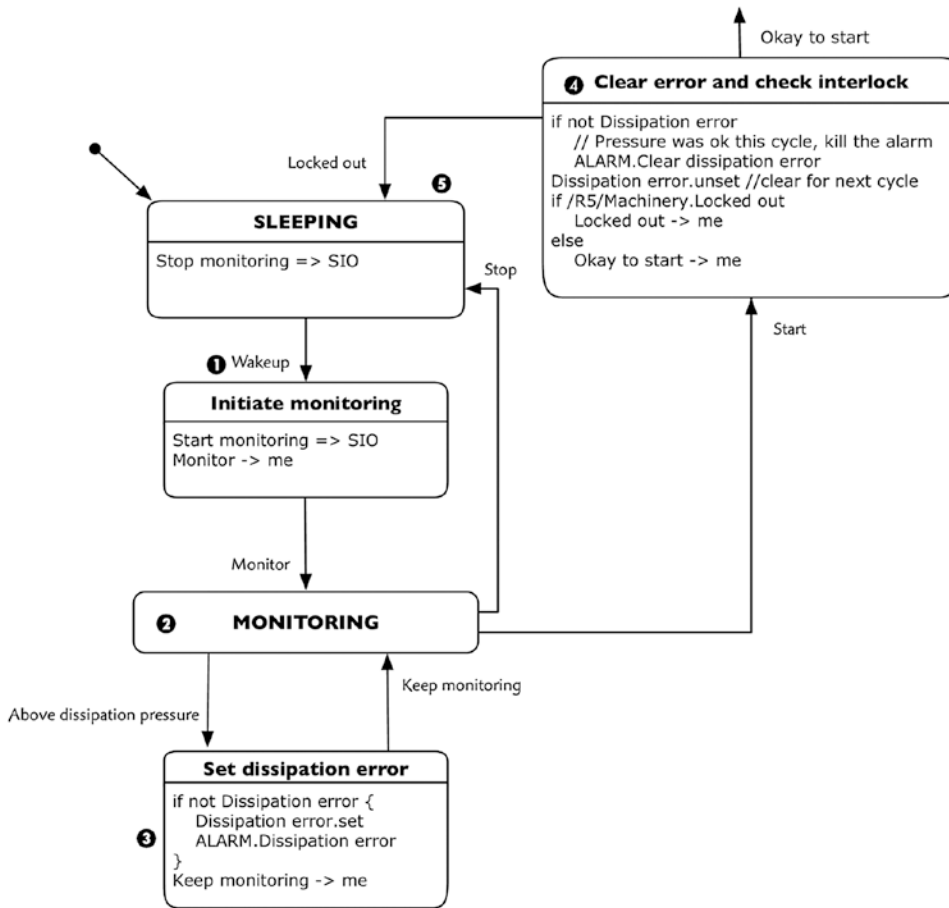 Okay to start
❹ Clear error and check interlock
if not Dissipation error
// Pressure was ok this cycle, kill the alarm
ALARM.Clear dissipation error
Dissipation error.unset //clear for next cycle
if /R5/Machinery.Locked out
Locked out -> me
else
Okay to start -> me
Locked out
❺
SLEEPING
Stop monitoring => SIO
Stop
Start
❶ Wakeup
Initiate monitoring
Start monitoring => SIO
Monitor -> me
Monitor
❷ MONITORING
Keep monitoring
Above dissipation pressure
Set dissipation error
if not Dissipation error {
Dissipation error.set
❸ ALARM.Dissipation error
}
Keep monitoring -> me